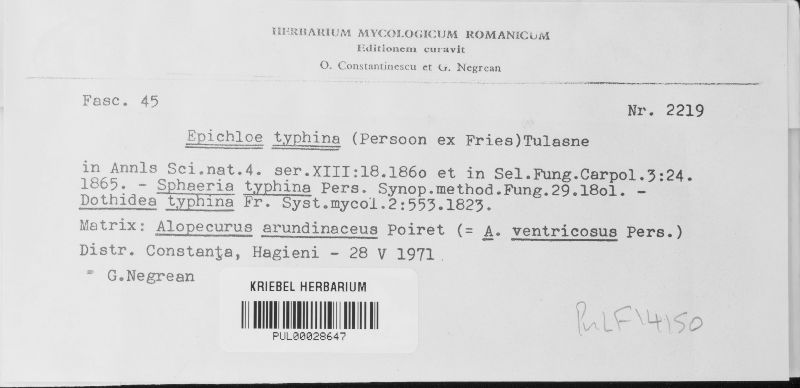 HERBARIUM MYCOLOGICUM ROMANICUM
Editionem curavit
O. Constantinescu et G. Negrean
Fasc. 45
Nr. 2219
Epichloe typhina (Persoon ex Fries)Tulasne
in Annls Sci.nat.4. ser.XIII:18.186o et in Sel.Fung.Carpol.3:24.
1865. - Sphaeria typhina Pers. Synop.method.Fung.29.18o1. -
Dothidea typhina Fr. Syst.mycol.2:553.1823.
Matrix: Alopecurus arundinaceus Poiret (= A. ventricosus Pers.)
Distr. Constanţa, Hagieni - 28 V 1971
G.Negrean
KRIEBEL HERBARIUM
PUL00028647
PuLF14150